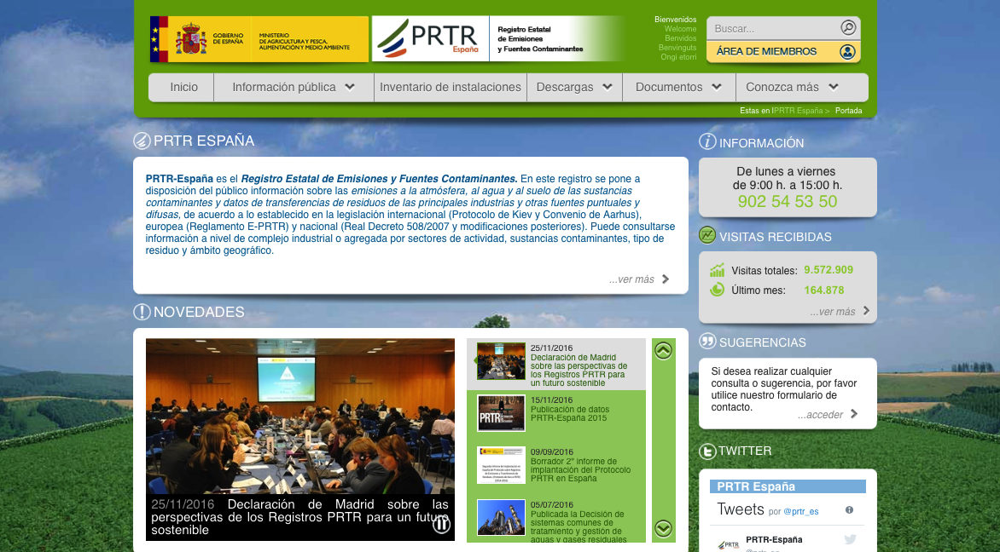 GOBIERNO
DE ESPAÑA
MINISTERIO
DE AGRICULTURA Y PESCA,
ALIMENTACIÓN Y MEDIO AMBIENTE
PRTR
España
Registro Estatal
de Emisiones
y Fuentes Contaminantes
Bienvenidos
Welcome
Benvidos
Benvinguts
Ongi etorri
Buscar...
ÁREA DE MIEMBROS
Inicio
Información pública
Inventario de instalaciones
Descargas
Documentos
Conozca más
Estas en lPRTR España > Portada
PRTR ESPAÑA
PRTR-España es el Registro Estatal de Emisiones y Fuentes Contaminantes. En este registro se pone a
disposición del público información sobre las emisiones a la atmósfera, al agua y al suelo de las sustancias
contaminantes y datos de transferencias de residuos de las principales industrias y otras fuentes puntuales y
difusas, de acuerdo a lo establecido en la legislación internacional (Protocolo de Kiev y Convenio de Aarhus),
europea (Reglamento E-PRTR) y nacional (Real Decreto 508/2007 y modificaciones posteriores). Puede consultarse
información a nivel de complejo industrial o agregada por sectores de actividad, sustancias contaminantes, tipo de
residuo y ámbito geográfico.
...ver más
NOVEDADES
25/11/2016 Declaración de Madrid sobre las
perspectivas de los Registros PRTR para un futuro
sostenible
25/11/2016
Declaración de Madrid
sobre las perspectivas de
los Registros PRTR para
un futuro sostenible
PRTR
15/11/2016
Publicación de datos
PRTR-España 2015
09/09/2016
Borrador 2º informe de
implantación del Protocolo
PRTR en España
05/07/2016
Publicada la Decisión de
sistemas comunes de
tratamiento y gestión de
aguas y gases residuales
INFORMACIÓN
De lunes a viernes
de 9:00 h. a 15:00 h.
902 54 53 50
VISITAS RECIBIDAS
Visitas totales: 9.572.909
Último mes: 164.878
...ver más
SUGERENCIAS
Si desea realizar cualquier
consulta o sugerencia, por favor
utilice nuestro formulario de
contacto.
...acceder
TWITTER
PRTR España
Tweets por @prtr_es
PRTR
PRTR-España
@prtr_es